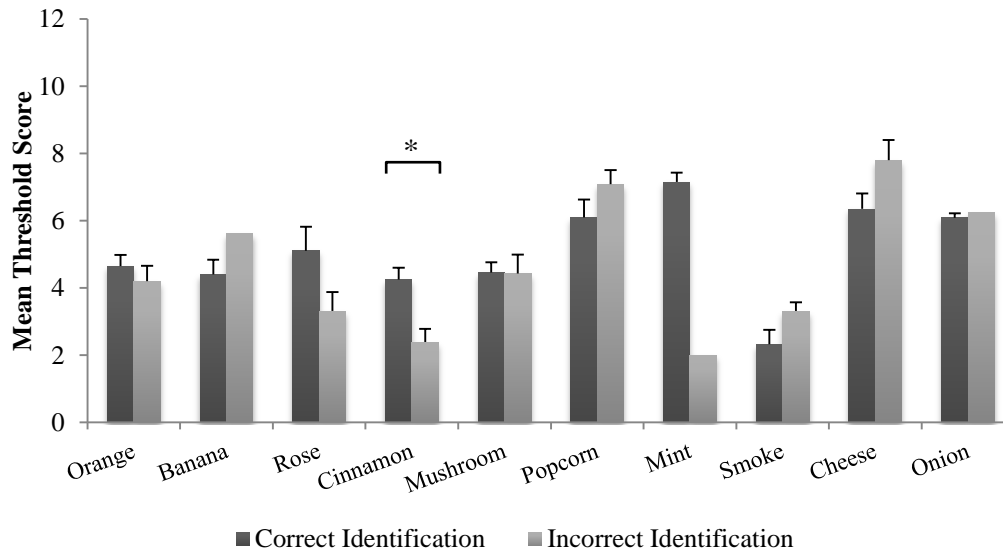 12
10
8
6
4
2
0
Mean Threshold Score
*
Orange
Banana
Rose
Cinnamon
Mushroom
Popcorn
Mint
Smoke
Cheese
Onion
Correct Identification
Incorrect Identification